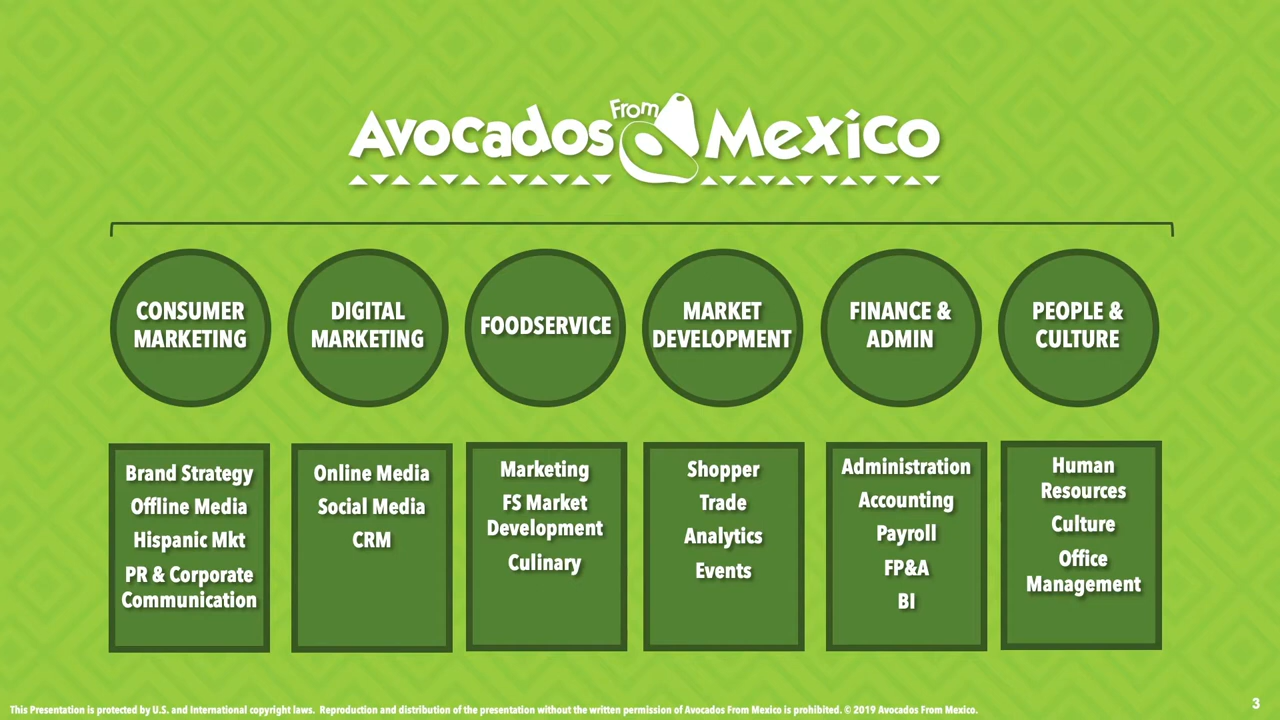 Avocados From Mexico
CONSUMER
MARKETING
DIGITAL
MARKETING
FOODSERVICE
MARKET
DEVELOPMENT
FINANCE &
ADMIN
PEOPLE &
CULTURE
Brand Strategy
Offline Media
Hispanic Mkt
PR & Corporate
Communication
Online Media
Social Media
CRM
Marketing
FS Market
Development
Culinary
Shopper
Trade
Analytics
Events
Administration
Accounting
Payroll
FP&A
BI
Human
Resources
Culture
Office
Management
This Presentation is protected by U.S. and International copyright laws. Reproduction and distribution of the presentation without the written permission of Avocados From Mexico is prohibited. © 2019 Avocados From Mexico.
3